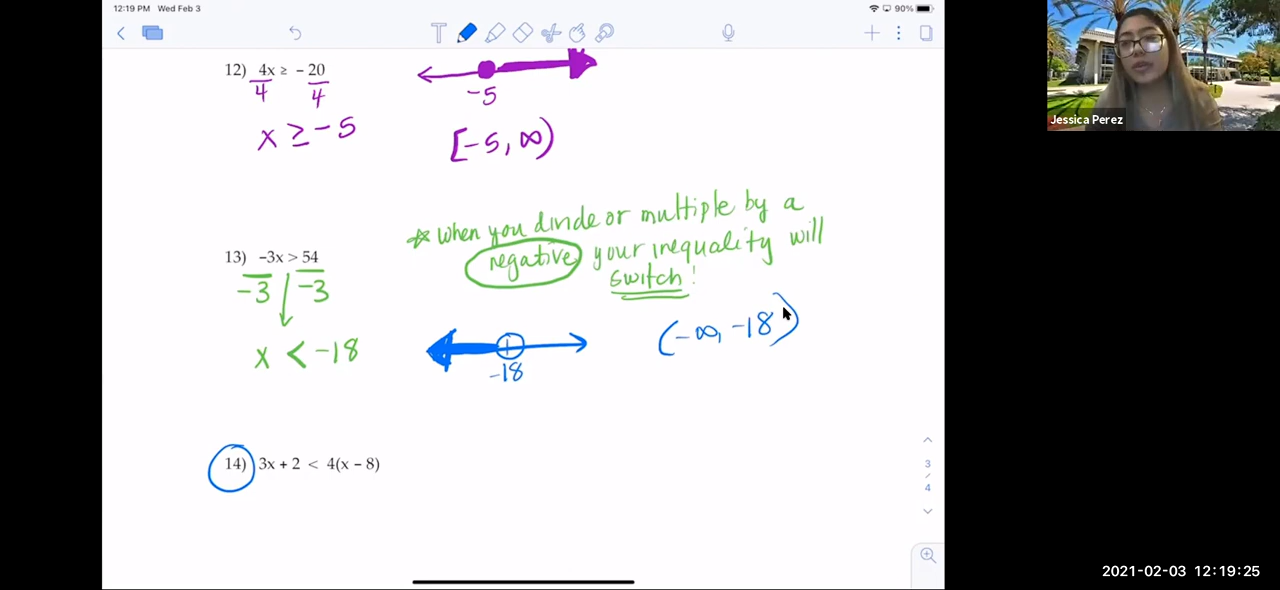 12:19 PM Wed Feb 3
90%
T
12) 4x ≥ - 20
4 4
x ≥ -5
-5
[-5, ∞)
Jessica Perez
☆ When you divide or multiple by a
negative your inequality will
switch!
13) -3x > 54
-3 -3
x < -18
-18
(-∞, -18)
14) 3x + 2 < 4(x - 8)
3
/
4
2021-02-03 12:19:25